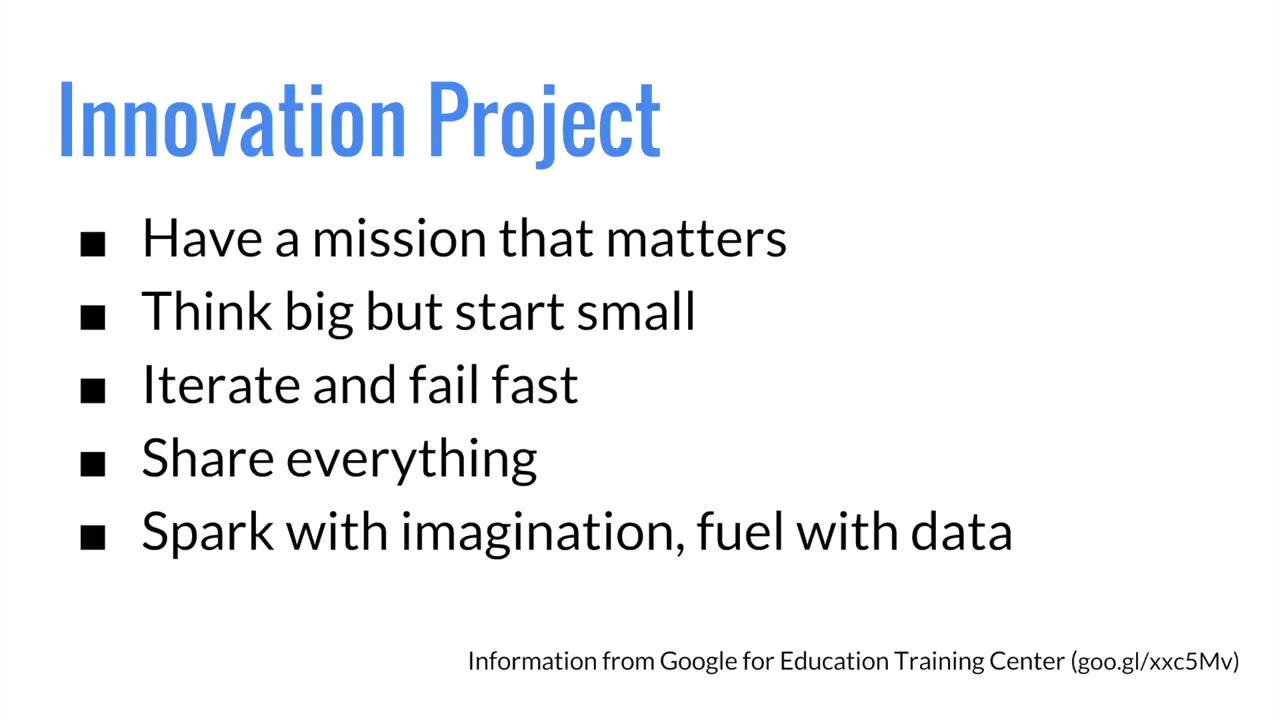 Innovation Project
■ Have a mission that matters
■ Think big but start small
■ Iterate and fail fast
■ Share everything
■ Spark with imagination, fuel with data
Information from Google for Education Training Center (goo.gl/xxc5Mv)